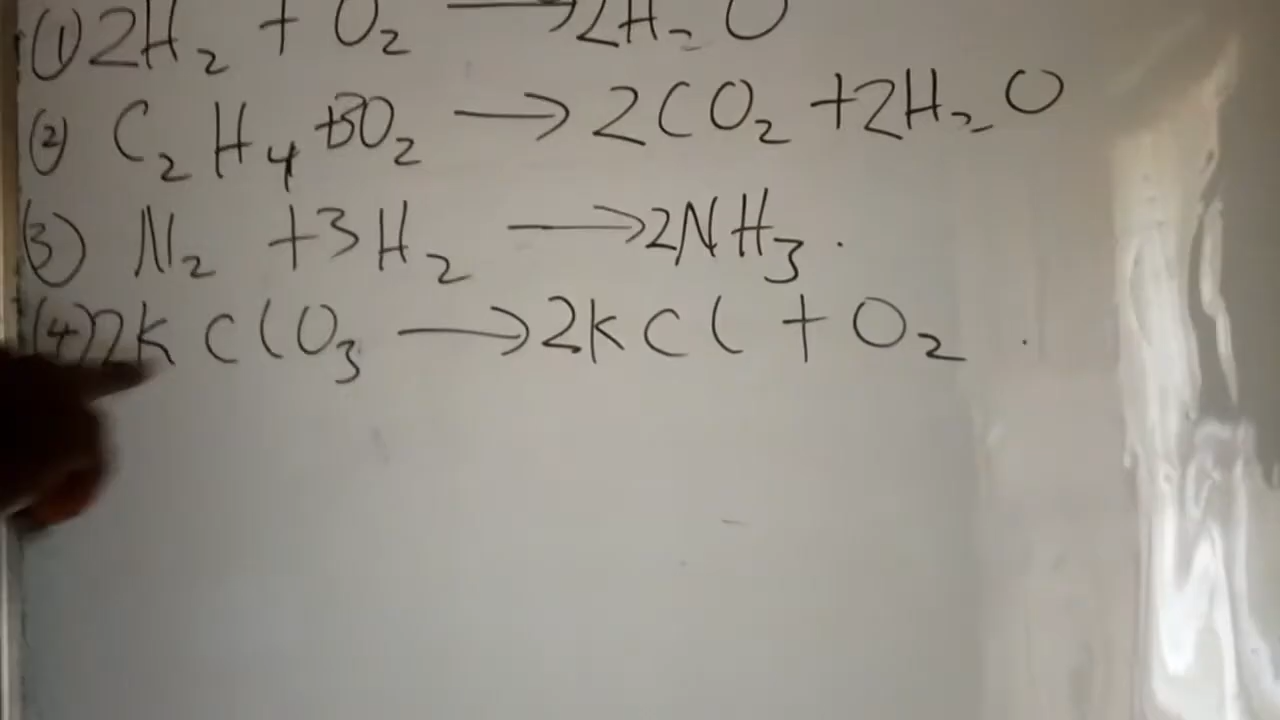 (1) 2H₂ + O₂ → 2H₂O
(2) C₂H₄ + 3O₂ → 2CO₂ + 2H₂O
(3) N₂ + 3H₂ → 2NH₃.
(4) 2KClO₃ → 2KCl + O₂.